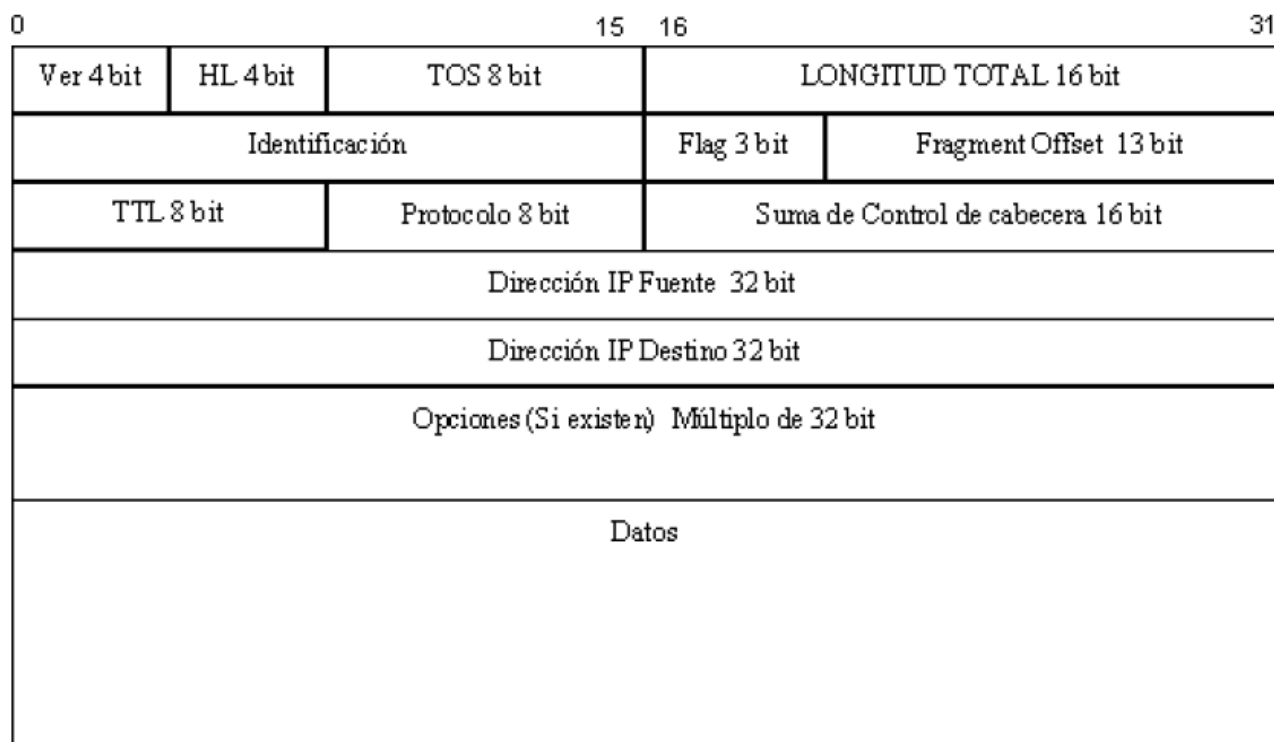 0 15 16 31
Ver 4 bit HL 4 bit TOS 8 bit LONGITUD TOTAL 16 bit
Identificación Flag 3 bit Fragment Offset 13 bit
TTL 8 bit Protocolo 8 bit Suma de Control de cabecera 16 bit
Dirección IP Fuente 32 bit
Dirección IP Destino 32 bit
Opciones (Si existen) Múltiplo de 32 bit
Datos